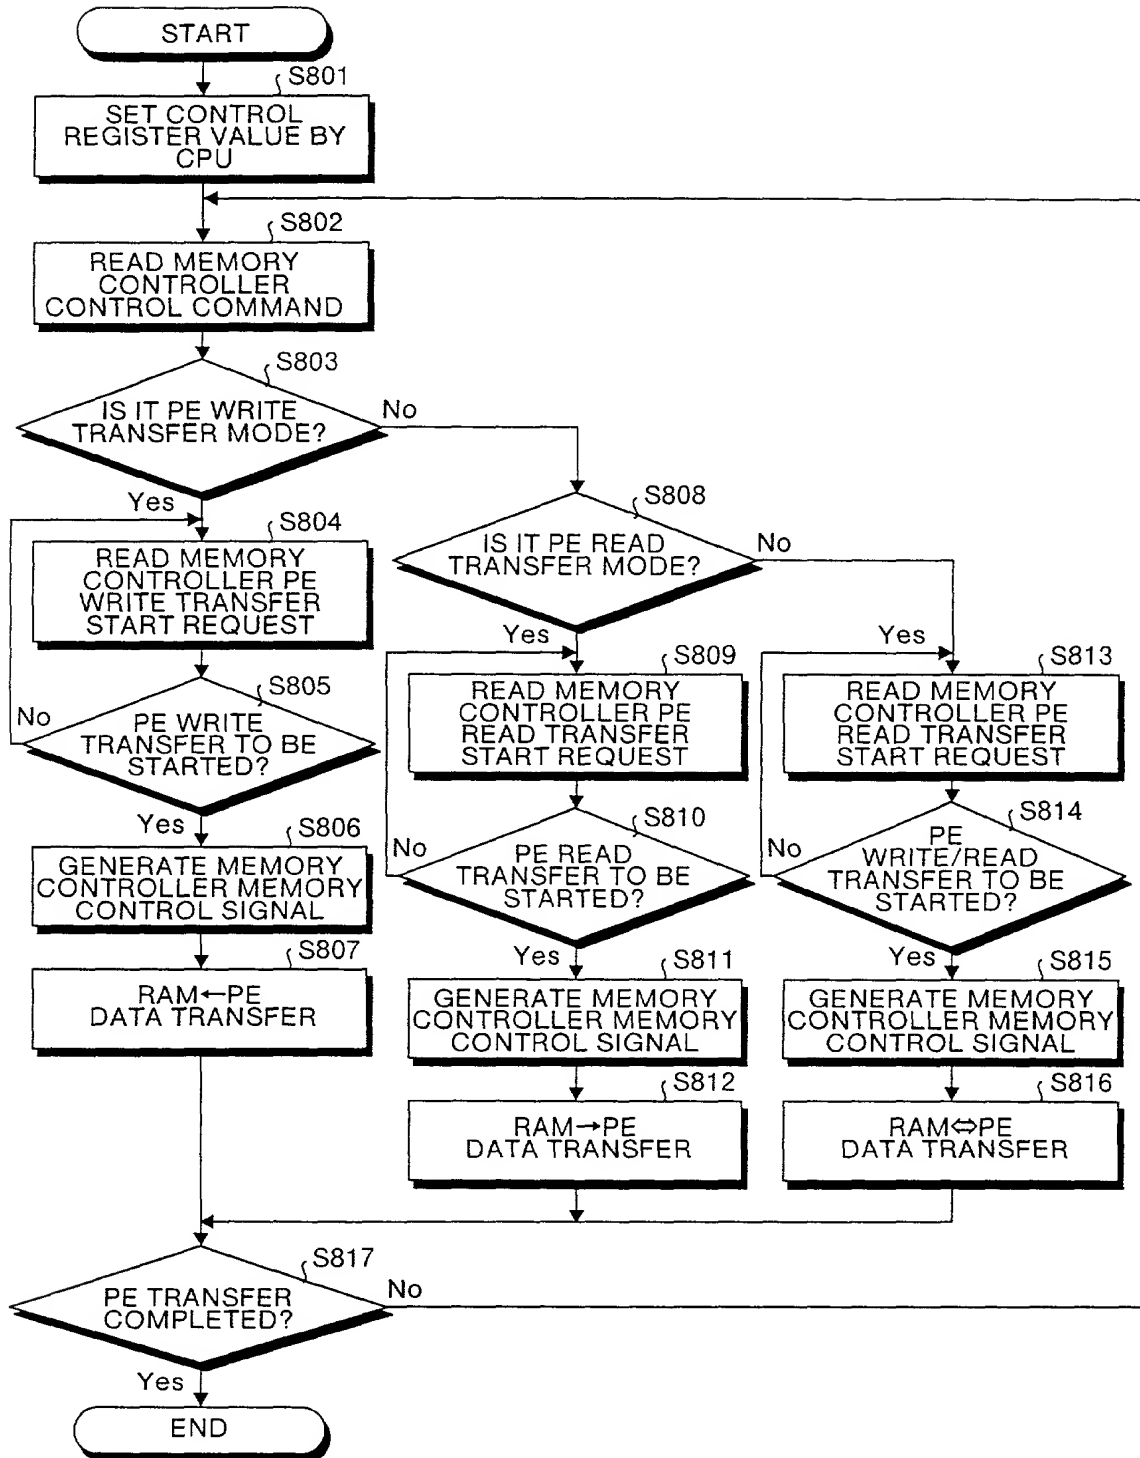 START
S801
SET CONTROL
REGISTER VALUE BY
CPU
S802
READ MEMORY
CONTROLLER
CONTROL COMMAND
S803
IS IT PE WRITE
TRANSFER MODE?
No
Yes
S804
READ MEMORY
CONTROLLER PE
WRITE TRANSFER
START REQUEST
S805
No
PE WRITE
TRANSFER TO BE
STARTED?
Yes
S806
GENERATE MEMORY
CONTROLLER MEMORY
CONTROL SIGNAL
S807
RAM←PE
DATA TRANSFER
S808
IS IT PE READ
TRANSFER MODE?
No
Yes
S809
READ MEMORY
CONTROLLER PE
READ TRANSFER
START REQUEST
S810
No
PE READ
TRANSFER TO BE
STARTED?
Yes
S811
GENERATE MEMORY
CONTROLLER MEMORY
CONTROL SIGNAL
S812
RAM→PE
DATA TRANSFER
Yes
S813
READ MEMORY
CONTROLLER PE
READ TRANSFER
START REQUEST
S814
No
PE
WRITE/READ
TRANSFER TO BE
STARTED?
Yes
S815
GENERATE MEMORY
CONTROLLER MEMORY
CONTROL SIGNAL
S816
RAM⇔PE
DATA TRANSFER
S817
PE TRANSFER
COMPLETED?
No
Yes
END